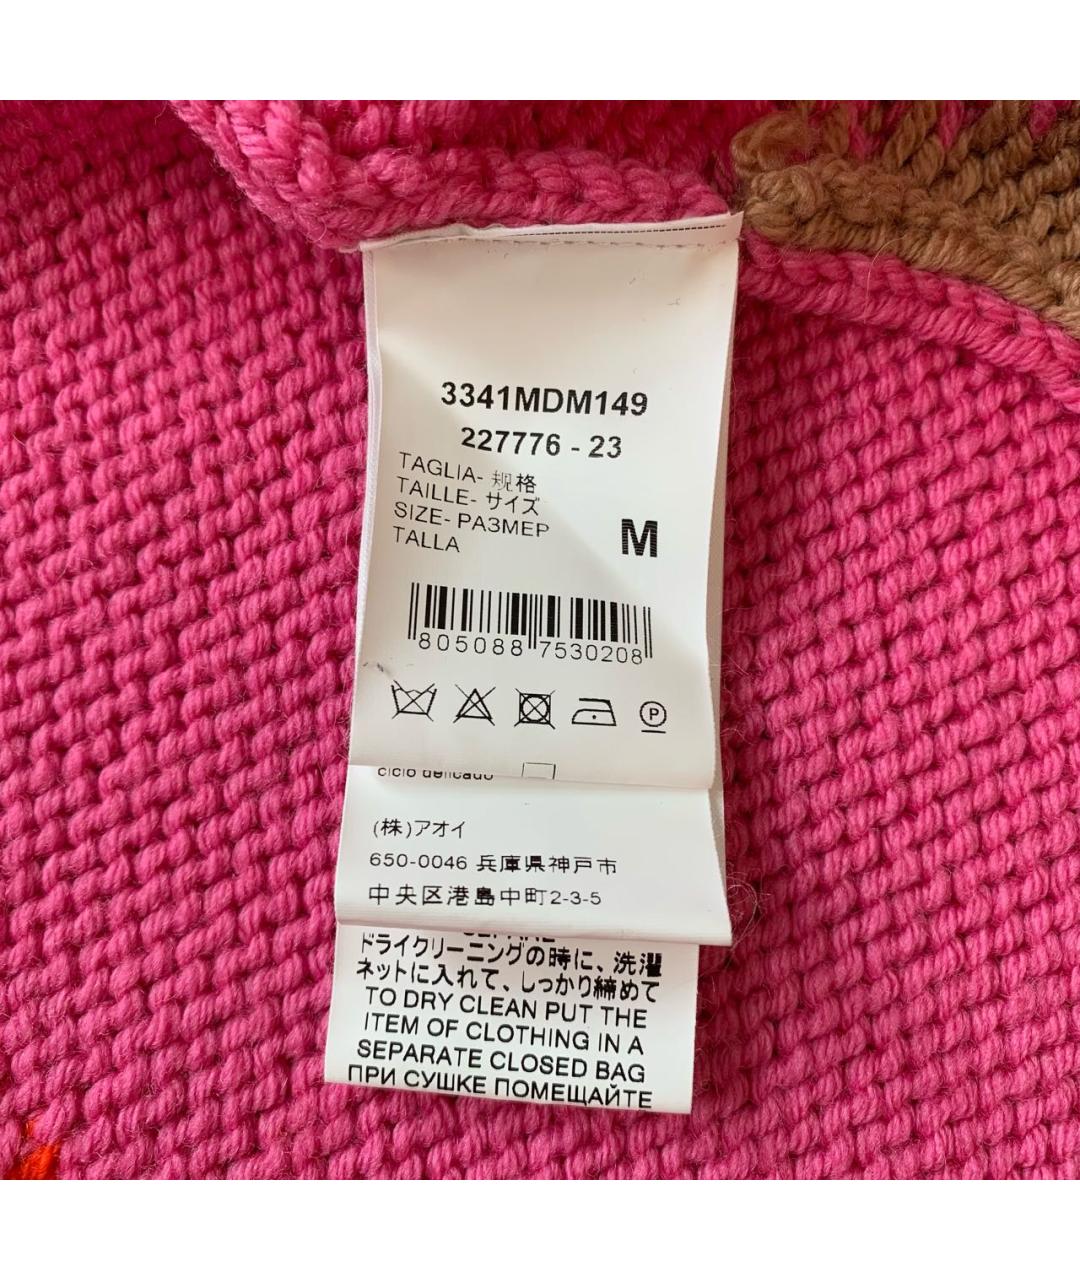 3341MDM149
227776 - 23
TAGLIA- 规格
TAILLE- サイズ
SIZE- РАЗМЕР
TALLA
M
805088 7530208
P
ciclo delicado
(株)アオイ
650-0046 兵庫県神戸市
中央区港島中町2-3-5
ドライクリーニングの時に、洗濯
ネットに入れて、しっかり締めて
TO DRY CLEAN PUT THE
ITEM OF CLOTHING IN A
SEPARATE CLOSED BAG
ПРИ СУШКЕ ПОМЕЩАЙТЕ